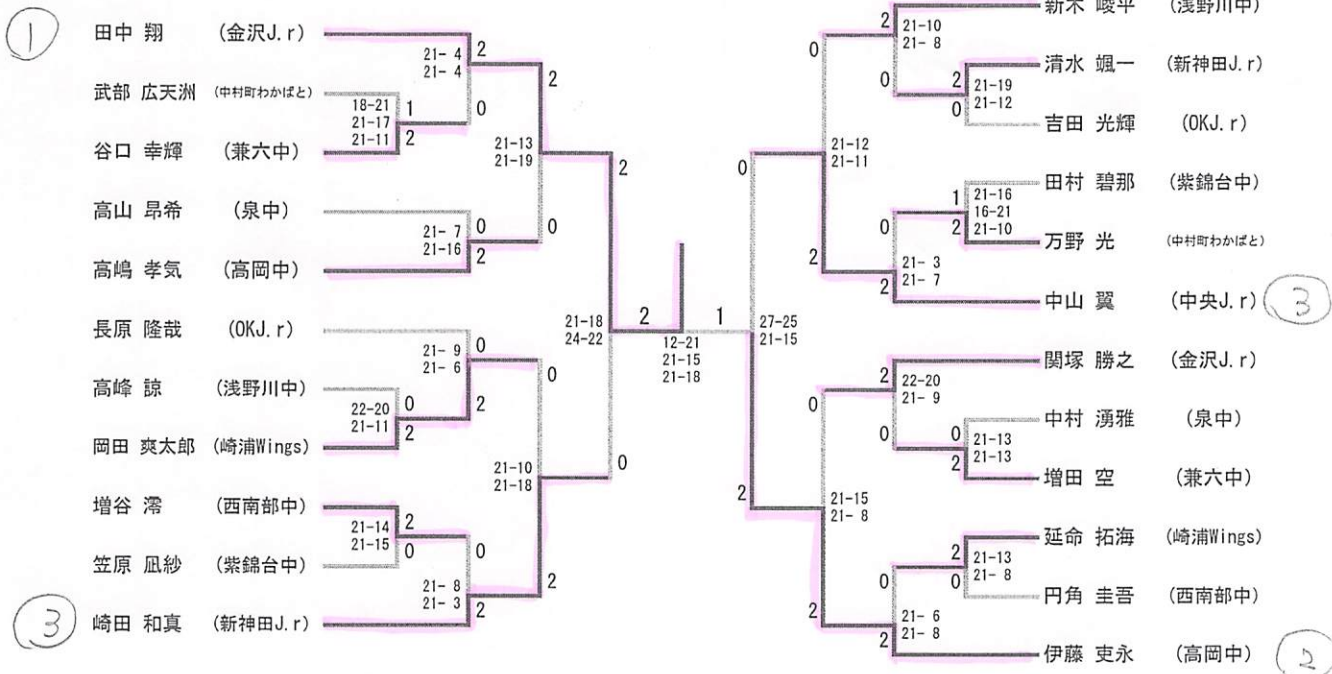 ①
田中 翔 (金沢J.r)
武部 広天洲 (中村町わかばと)
谷口 幸輝 (兼六中)
高山 昂希 (泉中)
高嶋 孝気 (高岡中)
長原 隆哉 (OKJ.r)
高峰 諒 (浅野川中)
岡田 爽太郎 (崎浦Wings)
増谷 澪 (西南部中)
笠原 凪紗 (紫錦台中)
③ 崎田 和真 (新神田J.r)
21- 4 2
21- 4
0
18-21 1
21-17
21-11 2
21-13 2
21-19
0
21- 7 0
21-16 2
21- 9 0
21- 6
2
22-20 0
21-11 2
21-10 0
21-18
2
21-14 2
21-15 0
21- 8 0
21- 3 2
2
21-18
24-22
0
2 1
12-21
21-15
21-18
0
27-25
21-15
2
0
21-12
21-11
2
2 21-10
21- 8
0
2 21-19
0 21-12
1 21-16
16-21
2 21-10
0
21- 3
2 21- 7
0
21-15
21- 8
2
2 22-20
21- 9
0
0 21-13
2 21-13
2 21-13
0 21- 8
0
21- 6
2 21- 8
新木 峻平 (浅野川中)
清水 颯一 (新神田J.r)
吉田 光輝 (OKJ.r)
田村 碧那 (紫錦台中)
万野 光 (中村町わかばと)
中山 翼 (中央J.r) ③
関塚 勝之 (金沢J.r)
中村 湧雅 (泉中)
増田 空 (兼六中)
延命 拓海 (崎浦Wings)
円角 圭吾 (西南部中)
伊藤 吏永 (高岡中) ②